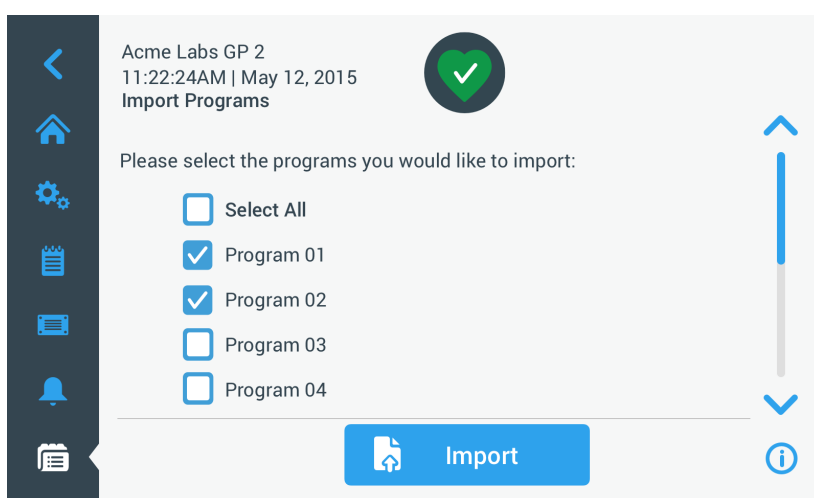 Acme Labs GP 2
11:22:24AM | May 12, 2015
Import Programs
Please select the programs you would like to import:
Select All
Program 01
Program 02
Program 03
Program 04
Import